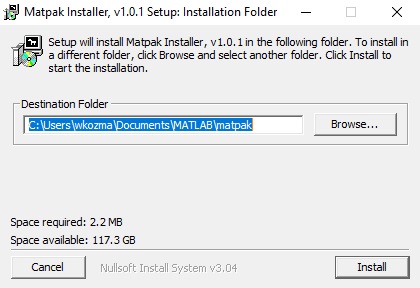 Matpak Installer, v1.0.1 Setup: Installation Folder
Setup will install Matpak Installer, v1.0.1 in the following folder. To install in
a different folder, click Browse and select another folder. Click Install to
start the installation.
Destination Folder
C:\Users\wkozma\Documents\MATLAB\matpak
Browse...
Space required: 2.2 MB
Space available: 117.3 GB
Cancel
Nullsoft Install System v3.04
Install